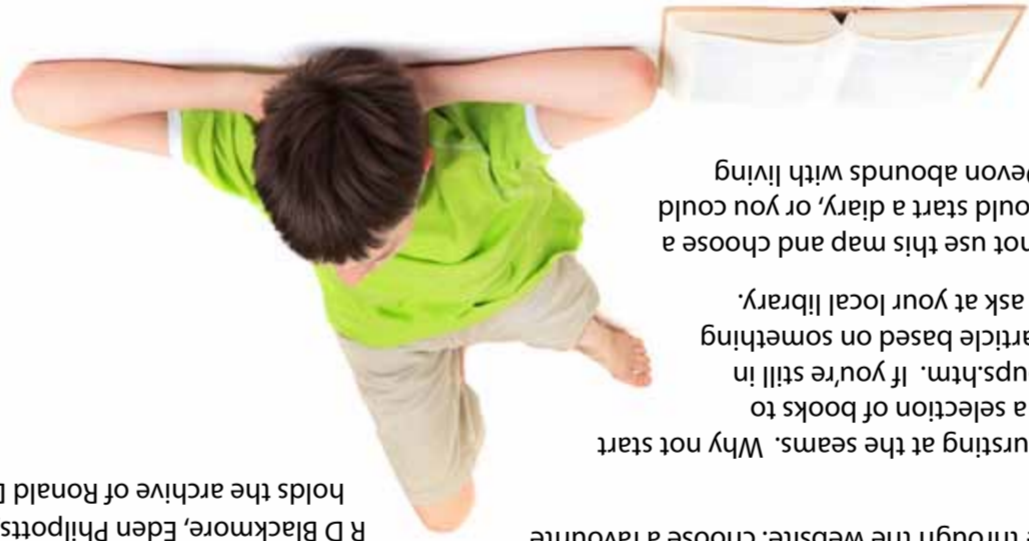 through the website. Choose a favourite
ursting at the seams. Why not start
a selection of books to
ups.htm. If you're still in
article based on something
ask at your local library.
not use this map and choose a
ould start a diary, or you could
evon abounds with living
R D Blackmore, Eden Philpotts
holds the archive of Ronald